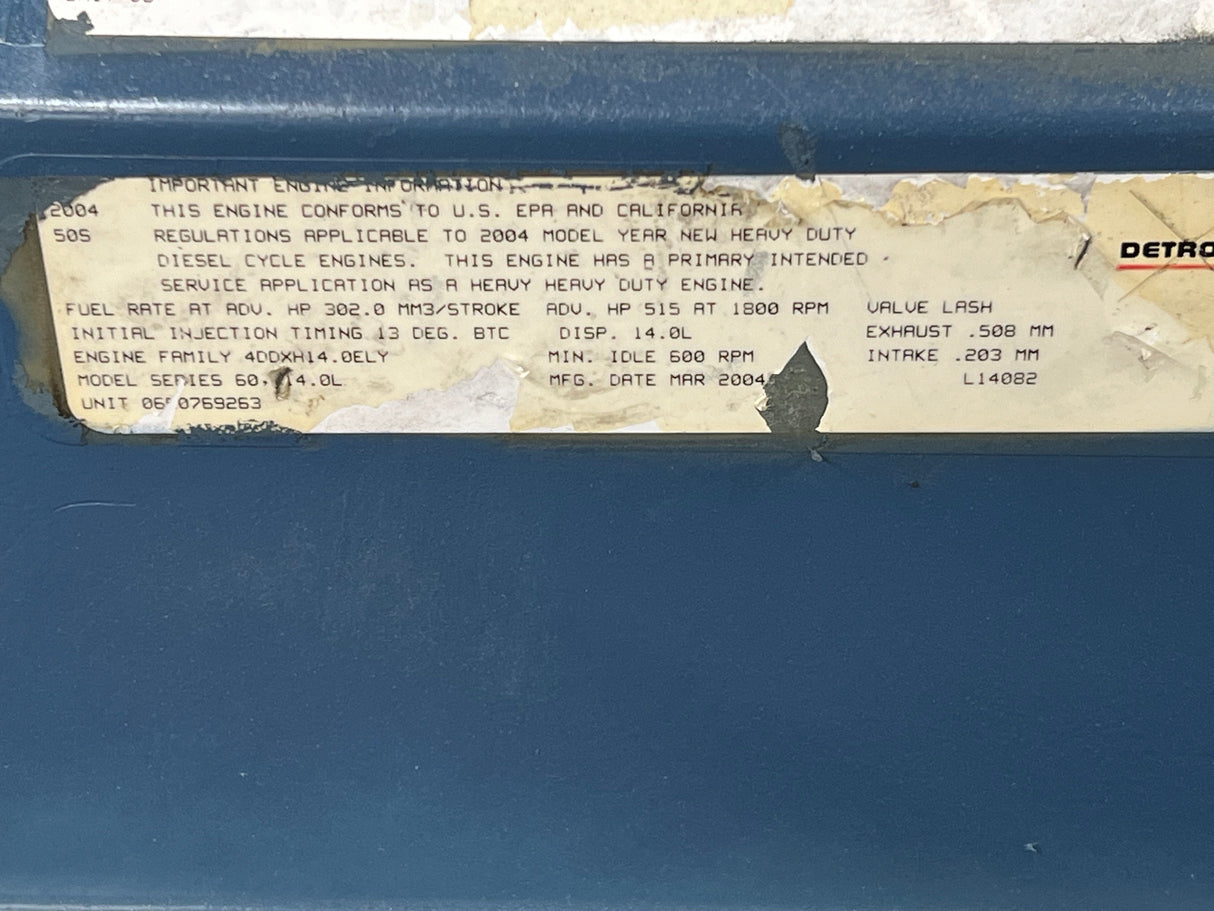 IMPORTANT ENGINE INFORMATION
2004 THIS ENGINE CONFORMS TO U.S. EPA AND CALIFORNIA
50S REGULATIONS APPLICABLE TO 2004 MODEL YEAR NEW HEAVY DUTY
DIESEL CYCLE ENGINES. THIS ENGINE HAS A PRIMARY INTENDED
SERVICE APPLICATION AS A HEAVY HEAVY DUTY ENGINE.
FUEL RATE AT ADV. HP 302.0 MM3/STROKE ADV. HP 515 AT 1800 RPM VALVE LASH
INITIAL INJECTION TIMING 13 DEG. BTC DISP. 14.0L EXHAUST .508 MM
ENGINE FAMILY 4DDXH14.0ELY MIN. IDLE 600 RPM INTAKE .203 MM
MODEL SERIES 60, 14.0L MFG. DATE MAR 2004 L14082
UNIT
DETRO